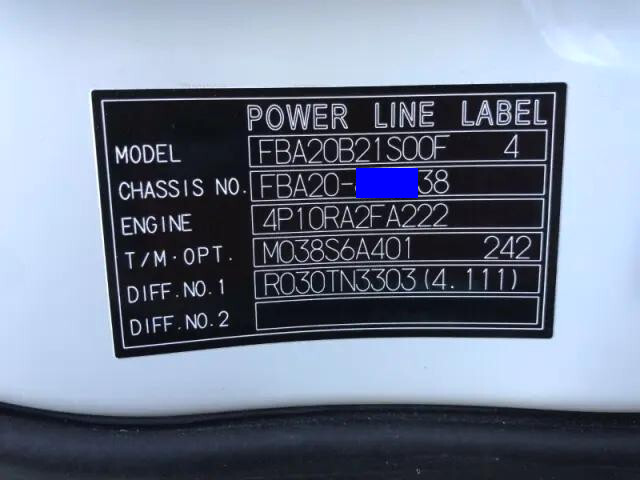 POWER LINE LABEL
MODEL FBA20B21S00F 4
CHASSIS NO. FBA20- 38
ENGINE 4P10RA2FA222
T/M·OPT. M038S6A401 242
DIFF.NO.1 R030TN3303(4.111)
DIFF.NO.2